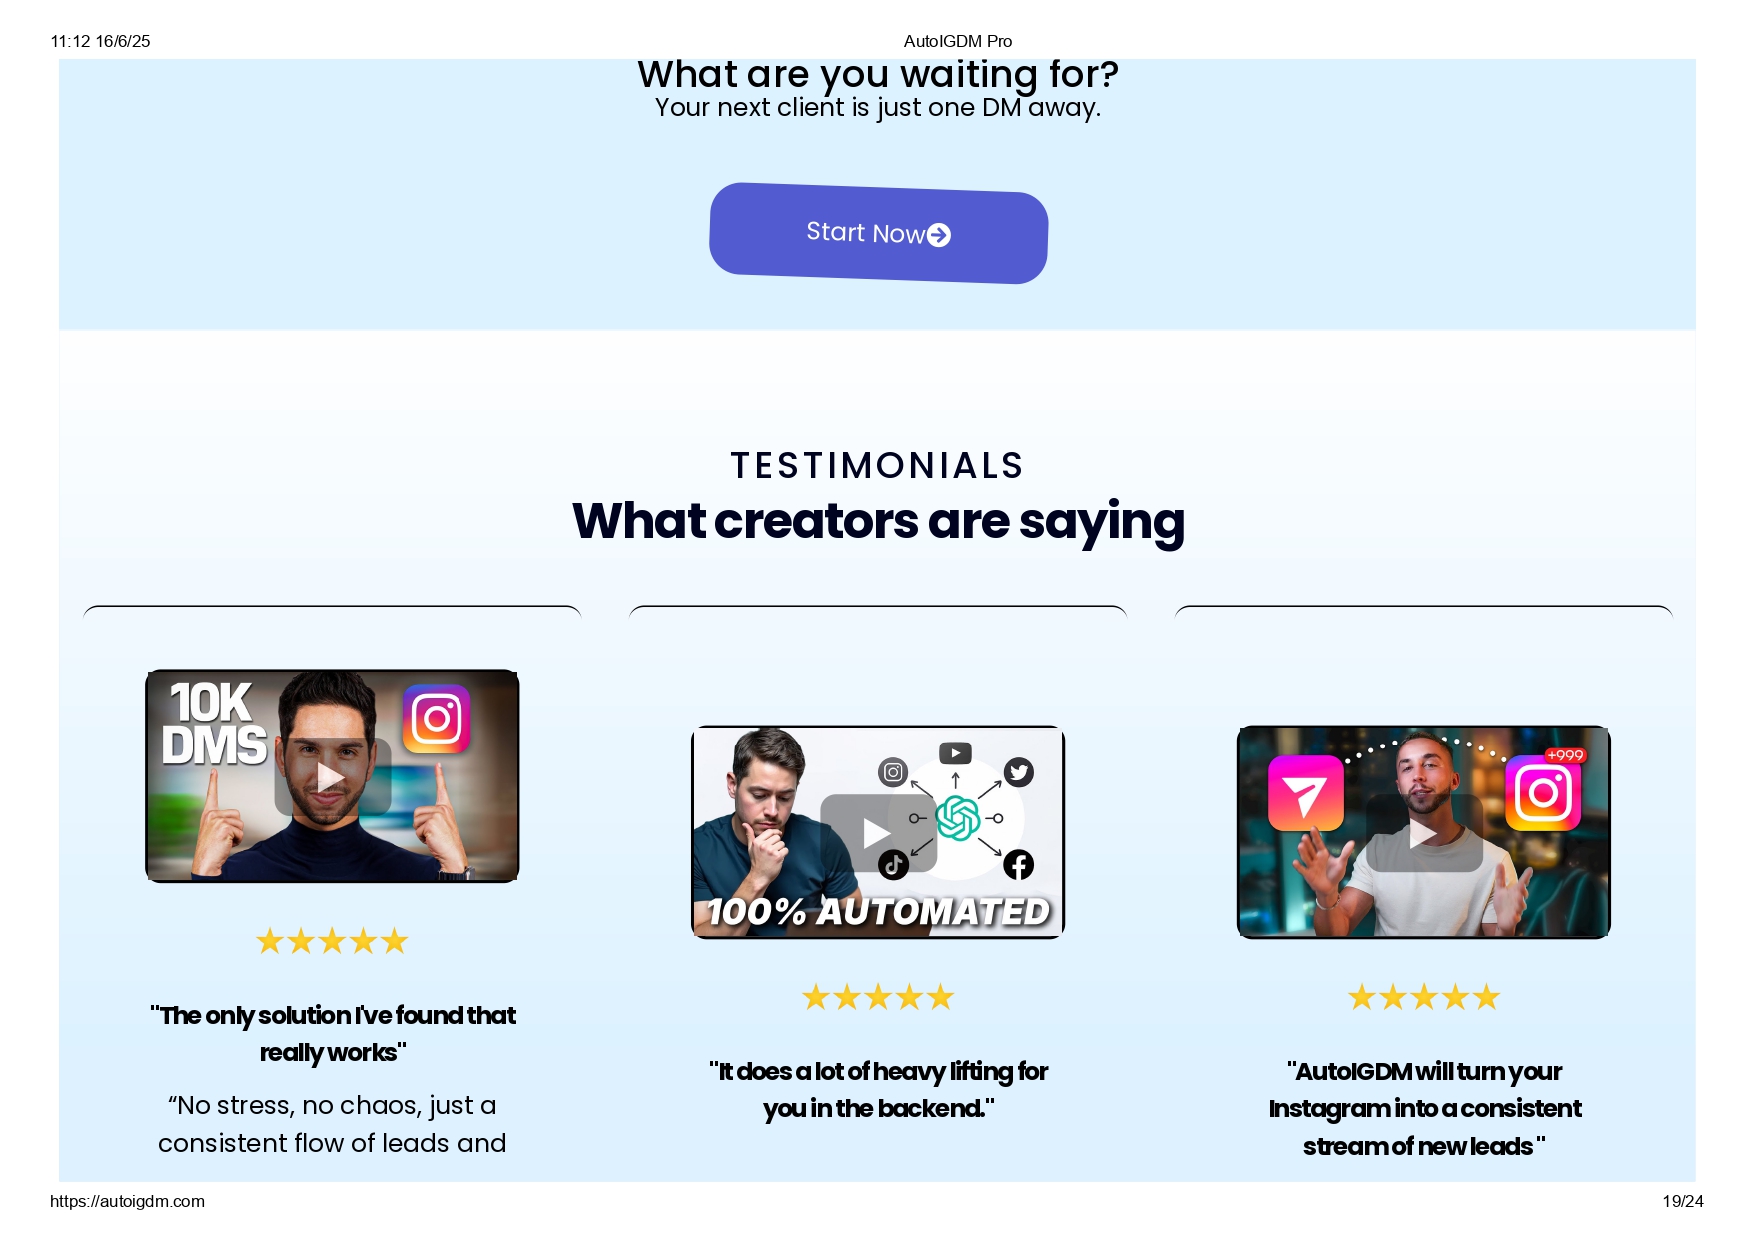 11:12 16/6/25
AutoIGDM Pro
What are you waiting for?
Your next client is just one DM away.
Start Now
TESTIMONIALS
What creators are saying
10K
DMS
"The only solution I've found that
really works"
“No stress, no chaos, just a
consistent flow of leads and
100% AUTOMATED
"It does a lot of heavy lifting for
you in the backend."
+999
"AutoIGDM will turn your
Instagram into a consistent
stream of new leads "
https://autoigdm.com
19/24